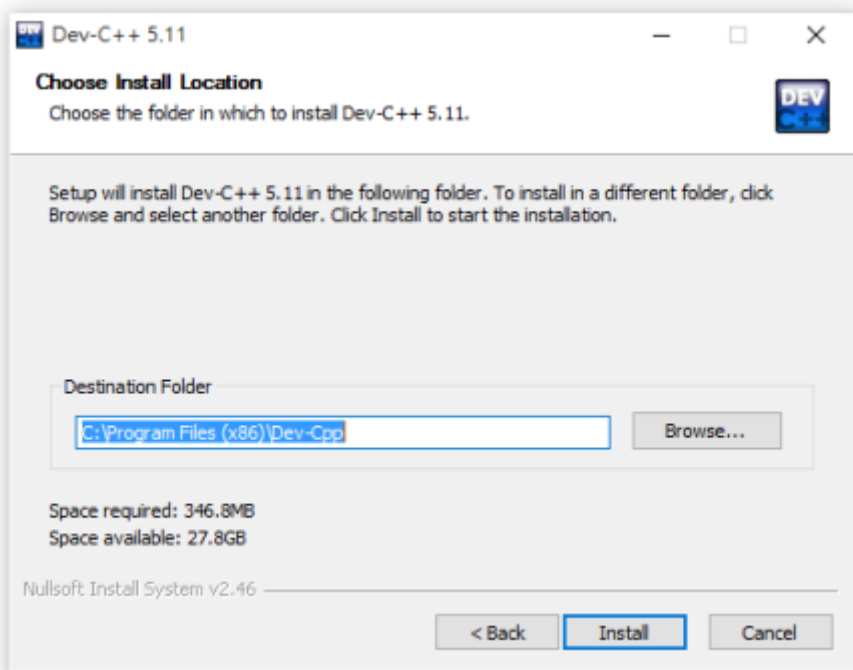 Dev-C++ 5.11
Choose Install Location
Choose the folder in which to install Dev-C++ 5.11.
DEV
C++
Setup will install Dev-C++ 5.11 in the following folder. To install in a different folder, click
Browse and select another folder. Click Install to start the installation.
Destination Folder
C:\Program Files (x86)\Dev-Cpp
Browse...
Space required: 346.8MB
Space available: 27.8GB
Nullsoft Install System v2.46
< Back
Install
Cancel